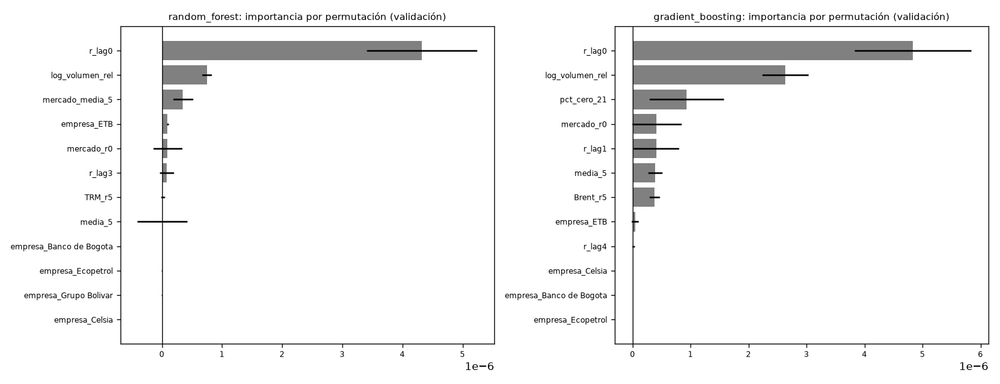 random_forest: importancia por permutación (validación)
r_lag0
log_volumen_rel
mercado_media_5
empresa_ETB
mercado_r0
r_lag3
TRM_r5
media_5
empresa_Banco de Bogota
empresa_Ecopetrol
empresa_Grupo Bolivar
empresa_Celsia
0 1 2 3 4 5
1e−6
gradient_boosting: importancia por permutación (validación)
r_lag0
log_volumen_rel
pct_cero_21
mercado_r0
r_lag1
media_5
Brent_r5
empresa_ETB
r_lag4
empresa_Celsia
empresa_Banco de Bogota
empresa_Ecopetrol
0 1 2 3 4 5 6
1e−6